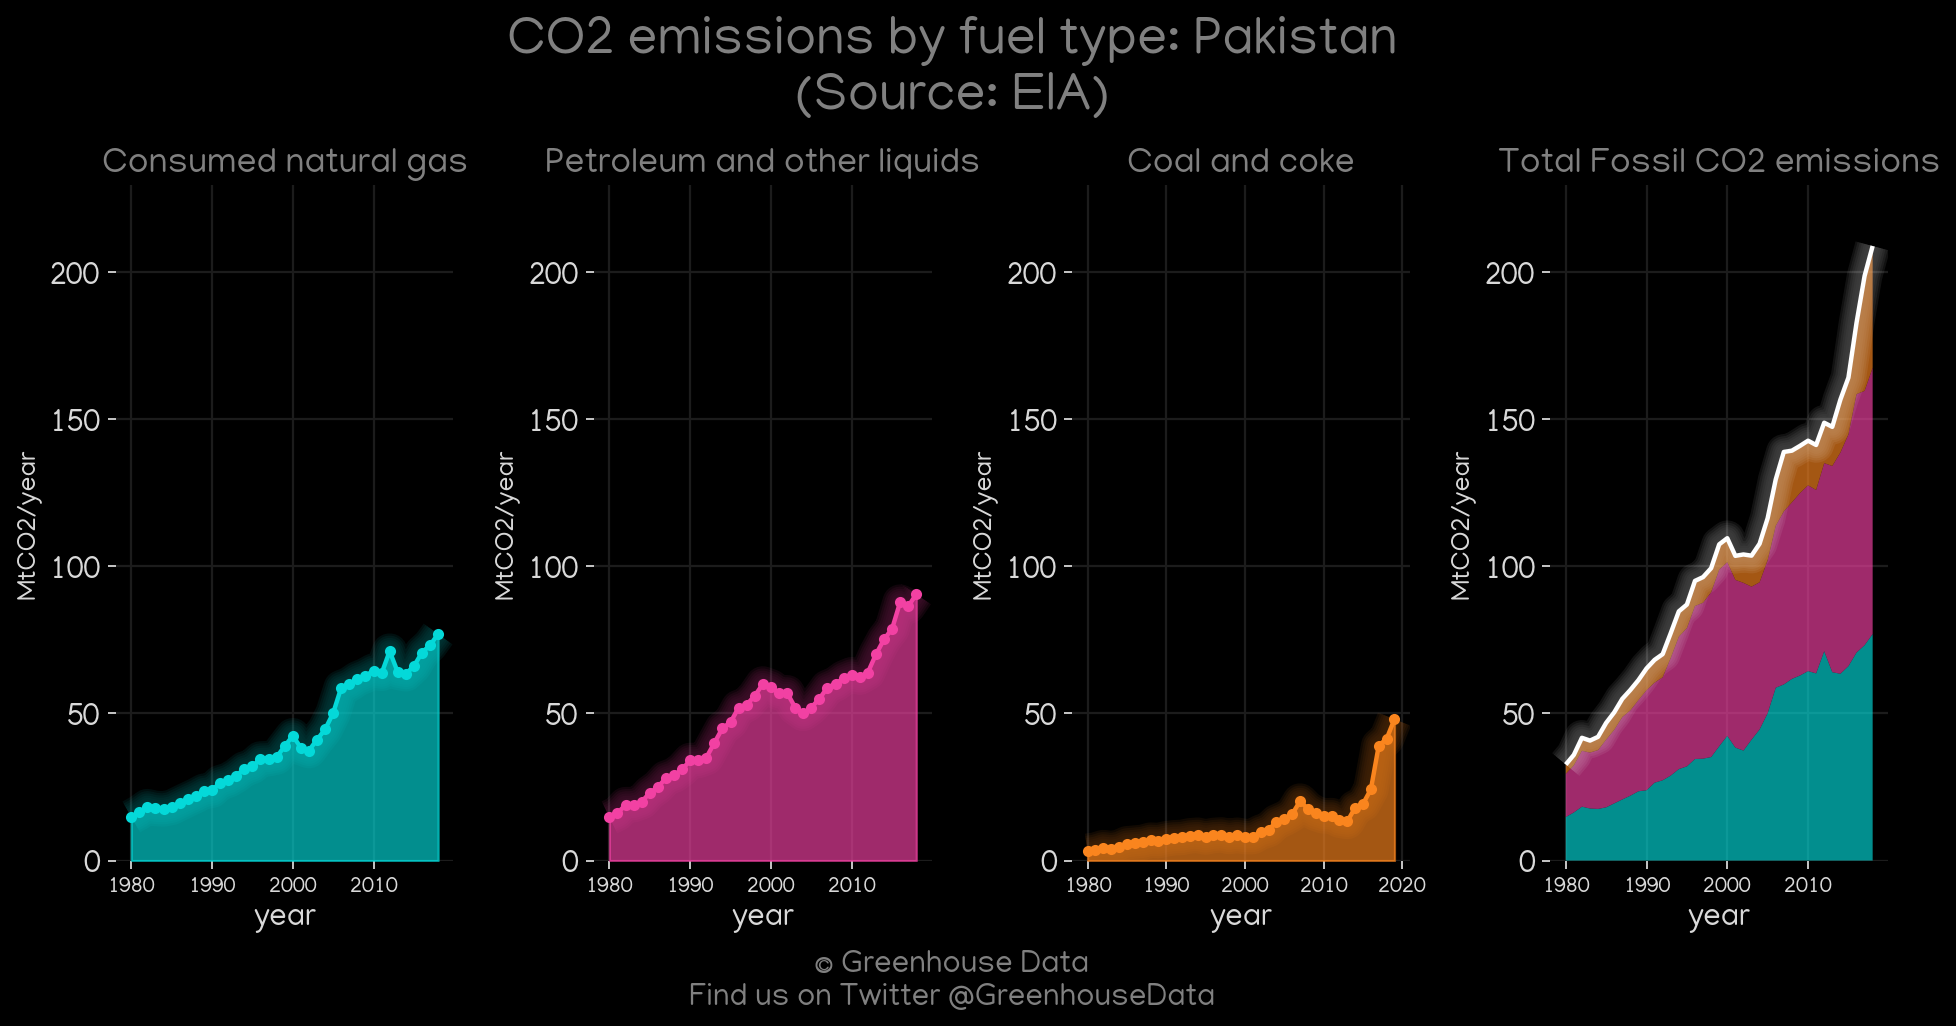 CO2 emissions by fuel type: Pakistan
(Source: EIA)
Consumed natural gas
MtCO2/year
200
150
100
50
0
1980 1990 2000 2010
year
Petroleum and other liquids
MtCO2/year
200
150
100
50
0
1980 1990 2000 2010
year
Coal and coke
MtCO2/year
200
150
100
50
0
1980 1990 2000 2010 2020
year
Total Fossil CO2 emissions
MtCO2/year
200
150
100
50
0
1980 1990 2000 2010
year
© Greenhouse Data
Find us on Twitter @GreenhouseData